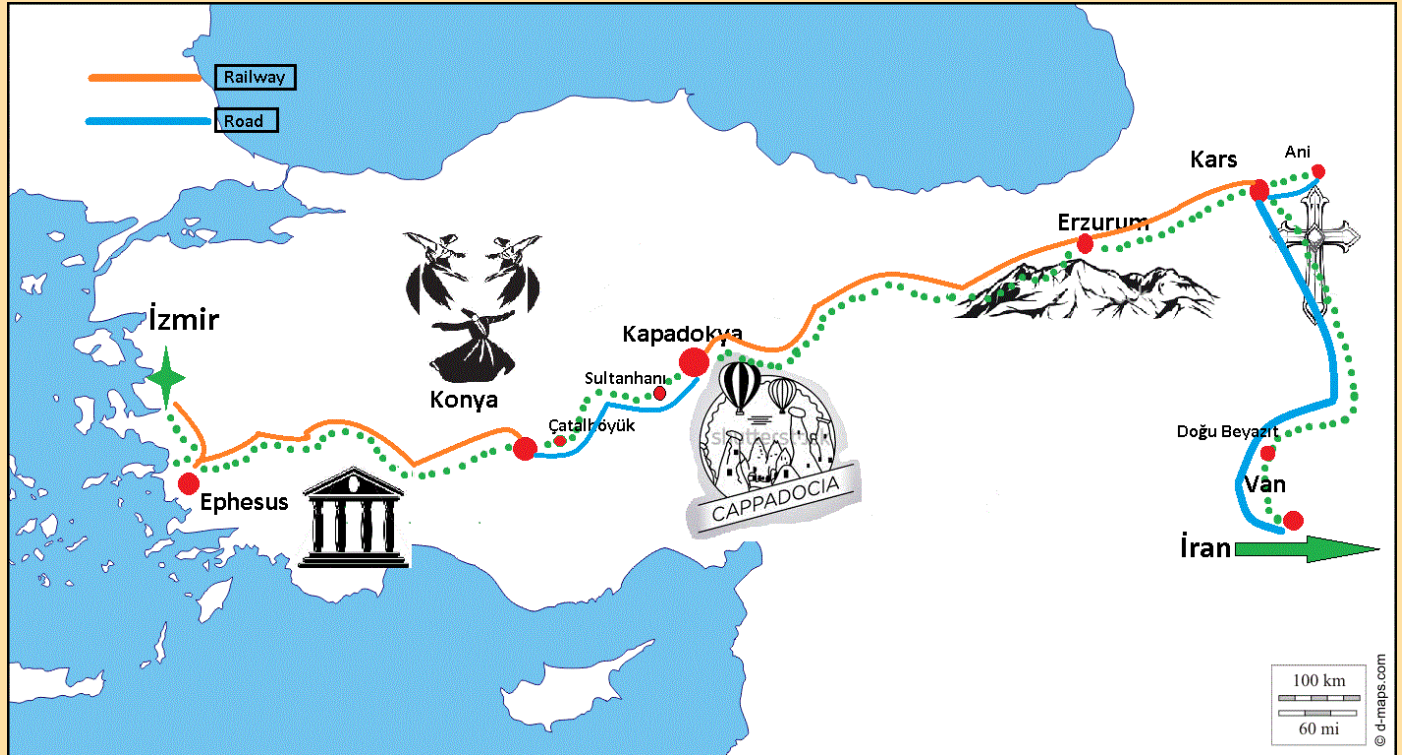 Railway
Road
Kars
Ani
Erzurum
İzmir
Kapadokya
Sultanhanı
Konya
Çatalhöyük
shutterstock
Doğu Beyazıt
Van
Ephesus
CAPPADOCIA
İran
100 km
60 mi
© d-maps.com